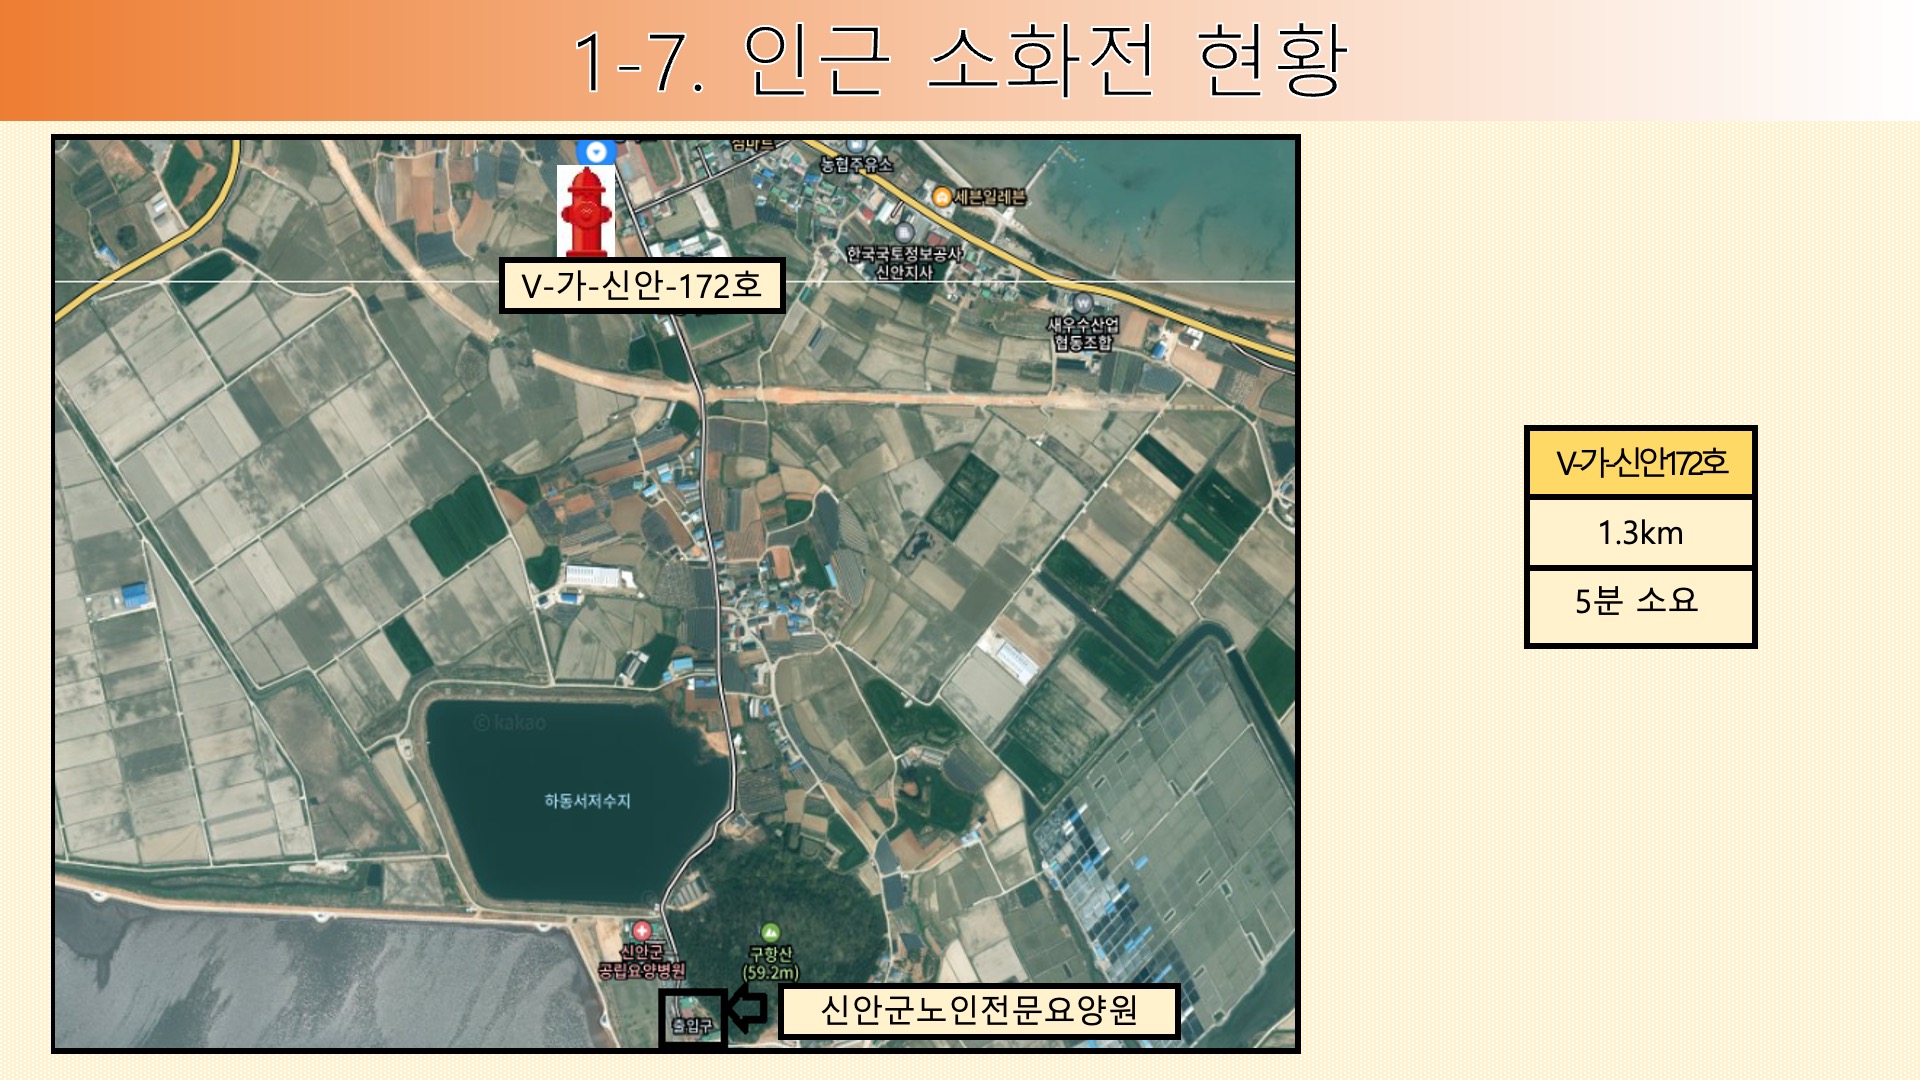 1-7. 인근 소화전 현황
농협주유소
세븐일레븐
한국국토정보공사
신안지사
V-가-신안-172호
새우수산업
협동조합
V-가-신안172호
1.3km
5분 소요
© kakao
하동서저수지
신안군
공립요양병원
구항산
(59.2m)
신안군노인전문요양원
출입구